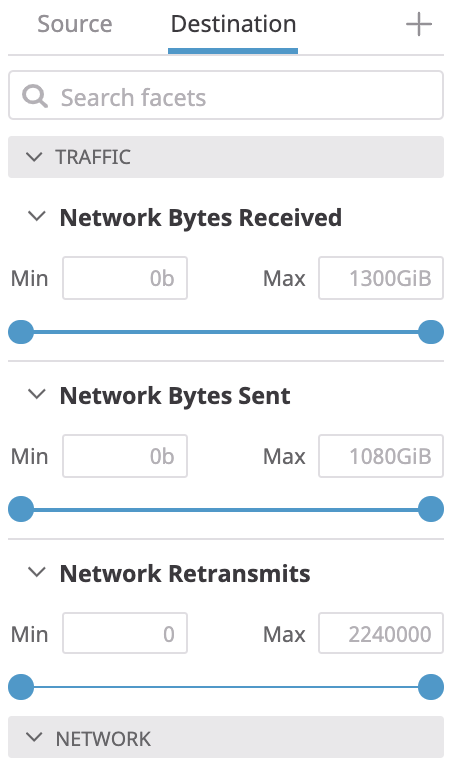 Source Destination
Search facets
TRAFFIC
Network Bytes Received
Min 0b Max 1300GiB
Network Bytes Sent
Min 0b Max 1080GiB
Network Retransmits
Min 0 Max 2240000
NETWORK